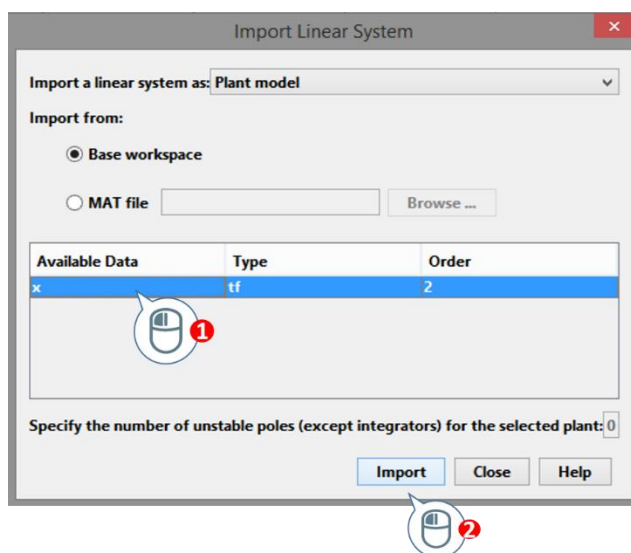 Import Linear System
×
Import a linear system as: Plant model
Import from:
Base workspace
MAT file Browse ...
Available Data Type Order
x tf 2
1
Specify the number of unstable poles (except integrators) for the selected plant: 0
Import Close Help
2